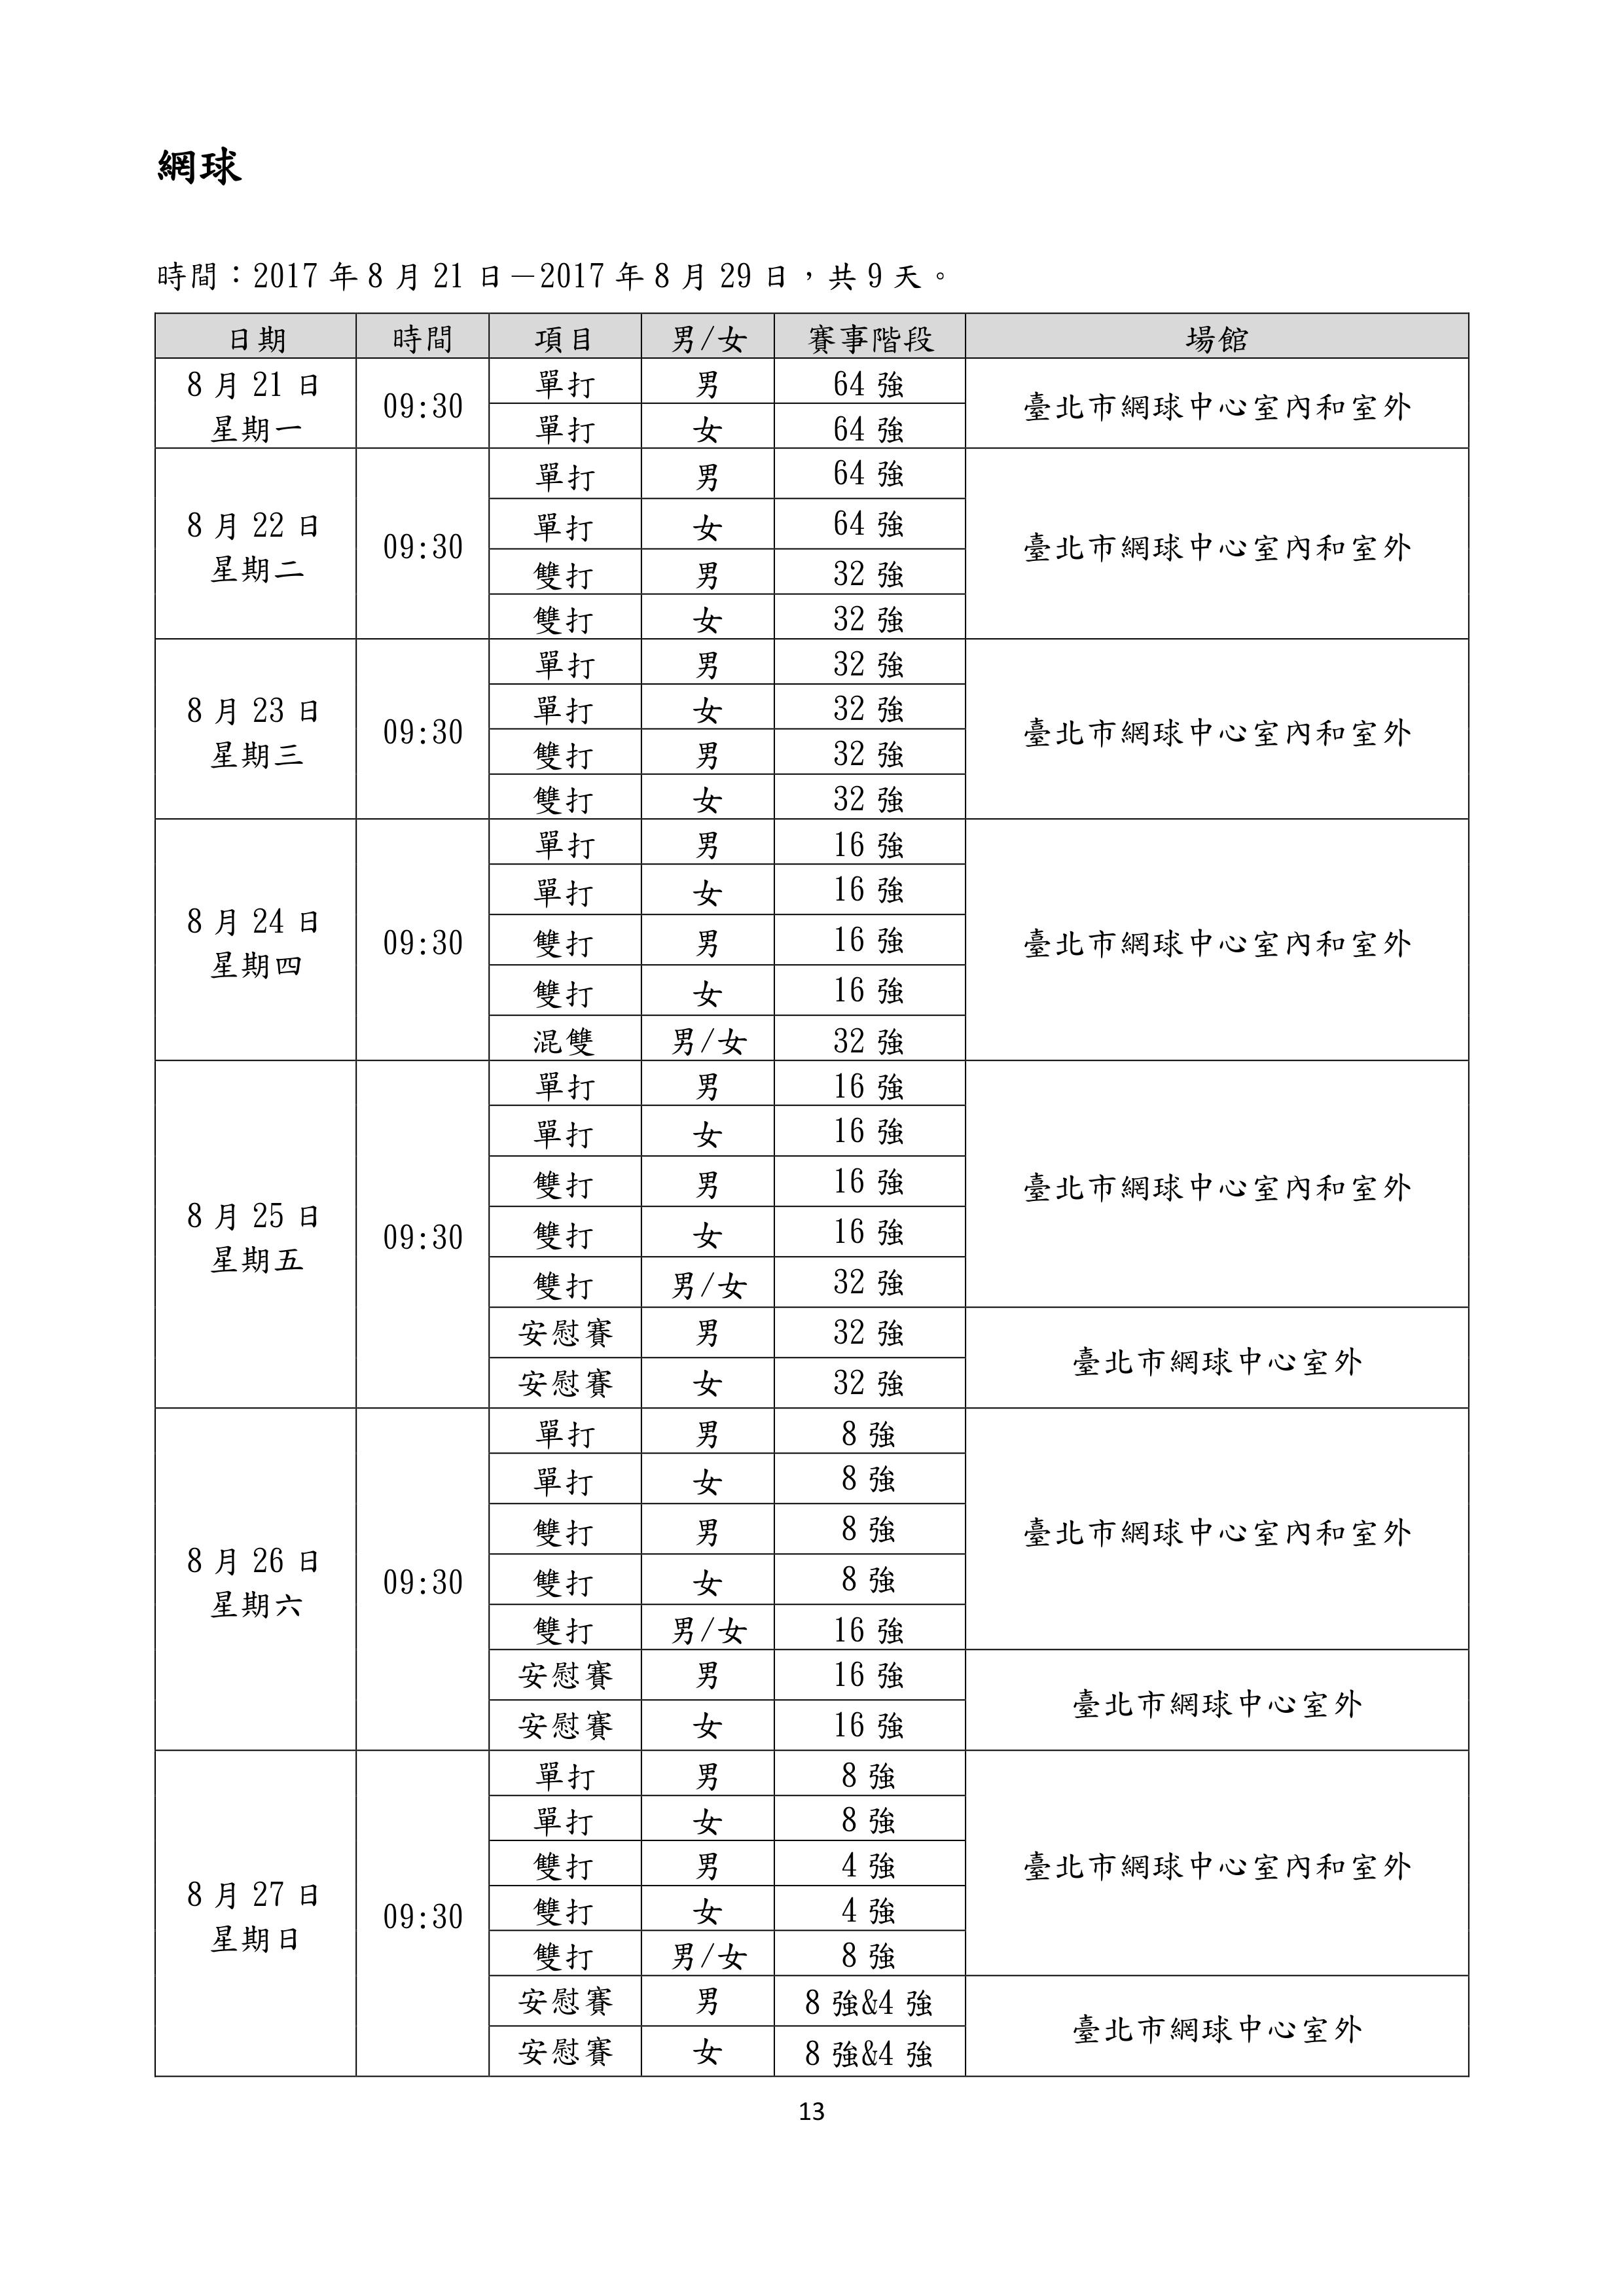 網球
時間：2017 年 8 月 21 日－2017 年 8 月 29 日，共 9 天。
日期 時間 項目 男/女 賽事階段 場館
8 月 21 日 星期一 09:30 單打 男 64 強 臺北市網球中心室內和室外
單打 女 64 強
8 月 22 日 星期二 09:30 單打 男 64 強 臺北市網球中心室內和室外
單打 女 64 強
雙打 男 32 強
雙打 女 32 強
8 月 23 日 星期三 09:30 單打 男 32 強 臺北市網球中心室內和室外
單打 女 32 強
雙打 男 32 強
雙打 女 32 強
8 月 24 日 星期四 09:30 單打 男 16 強 臺北市網球中心室內和室外
單打 女 16 強
雙打 男 16 強
雙打 女 16 強
混雙 男/女 32 強
8 月 25 日 星期五 09:30 單打 男 16 強 臺北市網球中心室內和室外
單打 女 16 強
雙打 男 16 強
雙打 女 16 強
雙打 男/女 32 強
安慰賽 男 32 強 臺北市網球中心室外
安慰賽 女 32 強
8 月 26 日 星期六 09:30 單打 男 8 強 臺北市網球中心室內和室外
單打 女 8 強
雙打 男 8 強
雙打 女 8 強
雙打 男/女 16 強
安慰賽 男 16 強 臺北市網球中心室外
安慰賽 女 16 強
8 月 27 日 星期日 09:30 單打 男 8 強 臺北市網球中心室內和室外
單打 女 8 強
雙打 男 4 強
雙打 女 4 強
雙打 男/女 8 強
安慰賽 男 8 強&4 強 臺北市網球中心室外
安慰賽 女 8 強&4 強
13